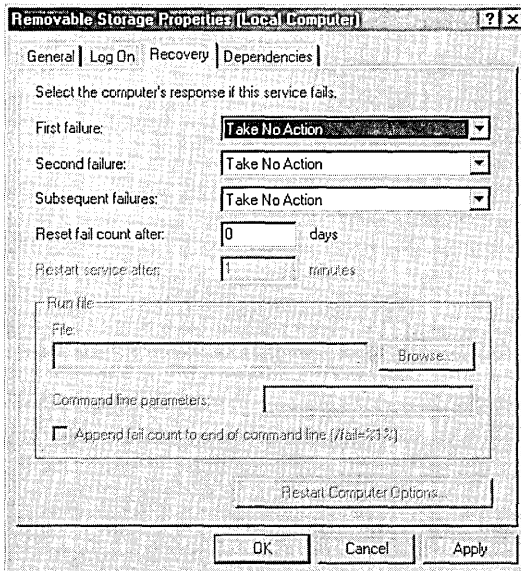 Removable Storage Properties (Local Computer) ? ×
General Log On Recovery Dependencies
Select the computer's response if this service fails.
First failure: Take No Action
Second failure: Take No Action
Subsequent failures: Take No Action
Reset fail count after: 0 days
Restart service after: 1 minutes
Run file
File:
Browse...
Command line parameters:
Append fail count to end of command line (/fail=%1%)
Restart Computer Options...
OK Cancel Apply